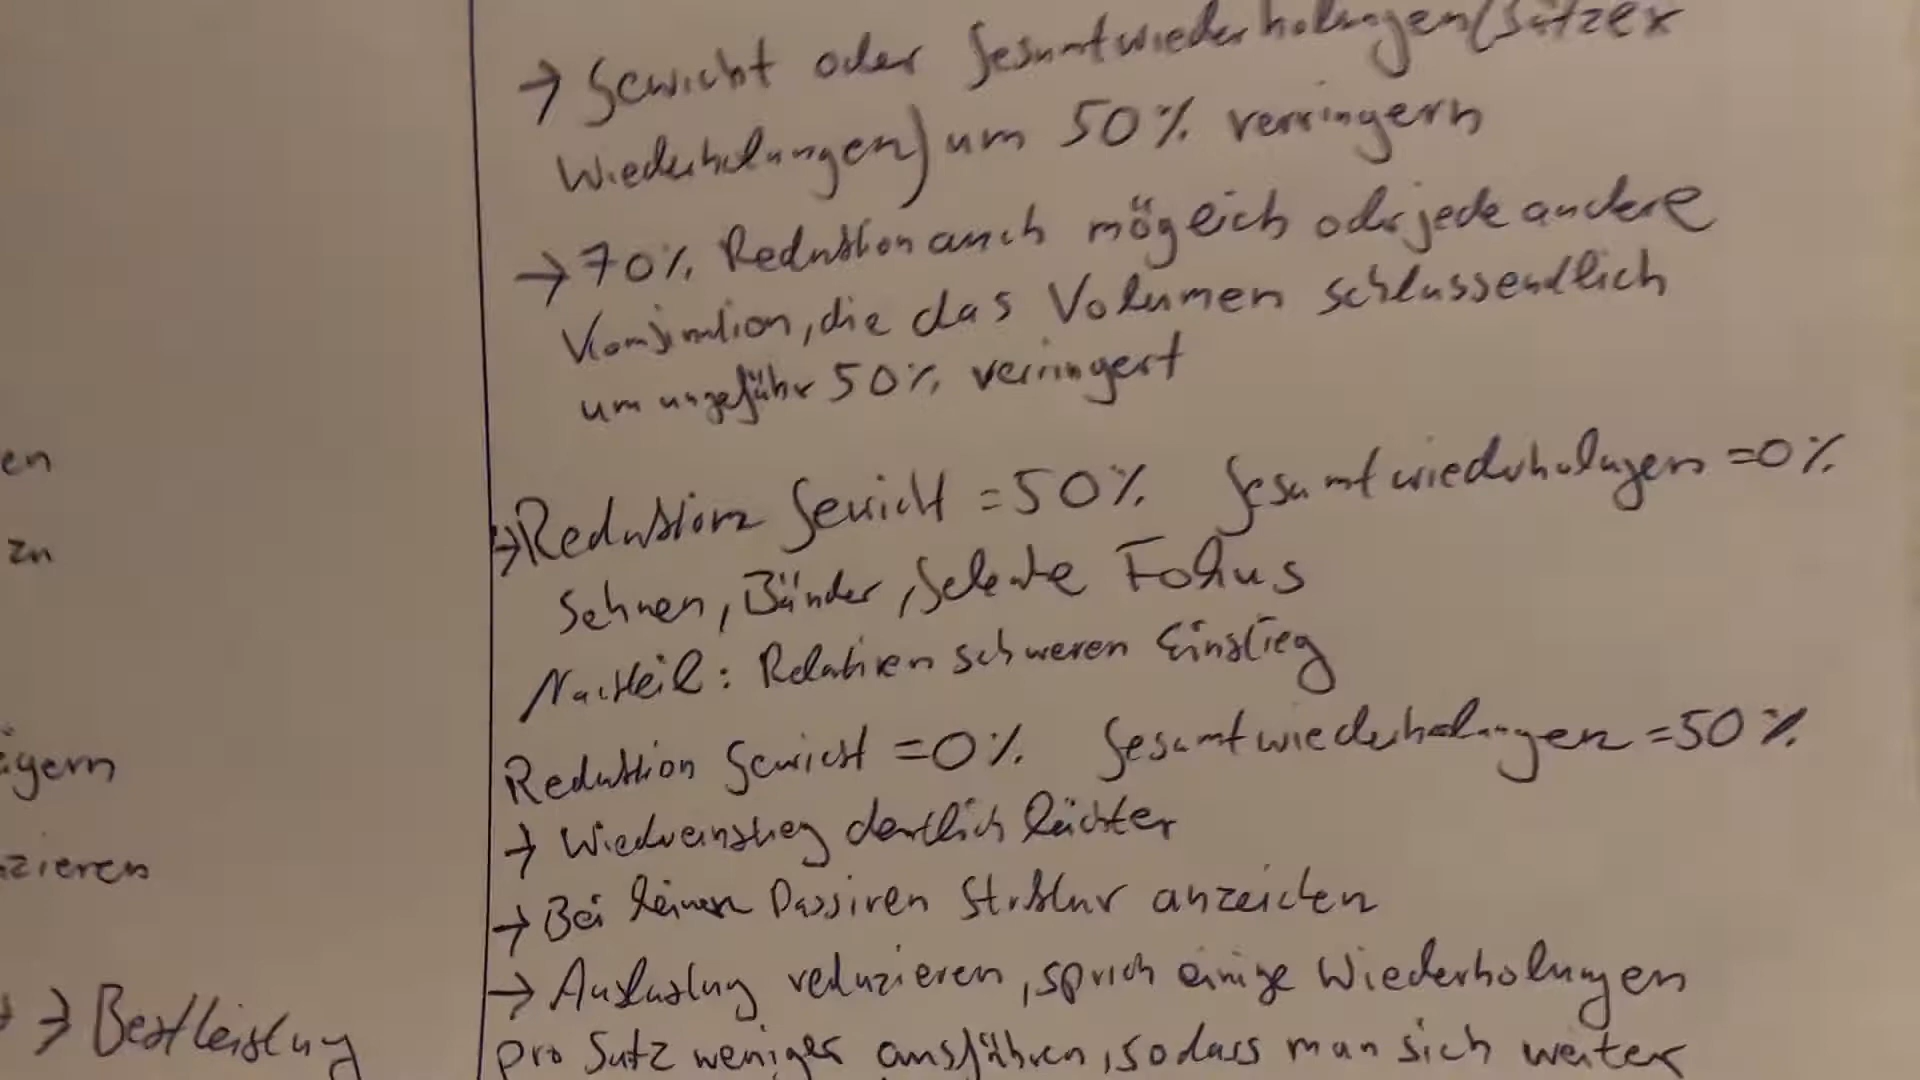 → Gewicht oder Gesamtwiederholungen (Sätze x
Wiederholungen) um 50% verringern
→ 70% Reduktion auch möglich oder jede andere
Kombination, die das Volumen schlussendlich
um ungefähr 50% verringert
→ Reduktion Gewicht = 50% Gesamtwiederholungen = 0%
Sehnen, Bänder, Gelenke Fokus
Nachteil: Relativen schweren Einstieg
Reduktion Gewicht = 0% Gesamtwiederholungen = 50%
→ Wiedereinstieg deutlich leichter
→ Bei keinen Passiven Struktur anzeichen
→ Auslastung reduzieren, sprich einige Wiederholungen
pro Satz weniger ausführen, sodass man sich weiter
en
zu
igern
zieren
→ Bestleistung